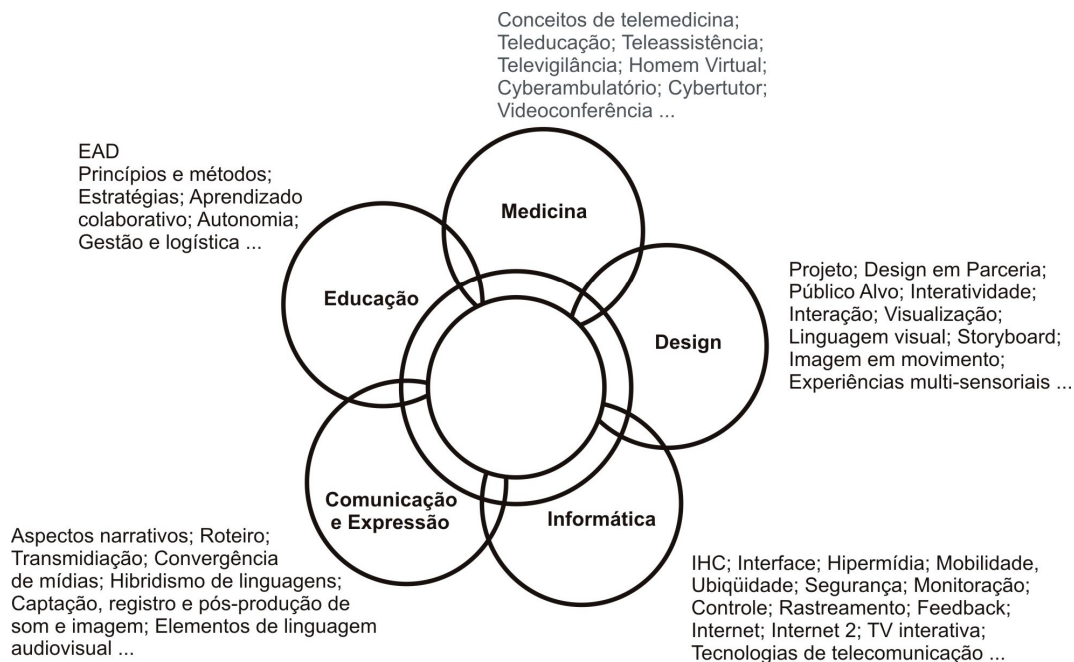 Conceitos de telemedicina;
Teleducação; Teleassistência;
Televigilância; Homem Virtual;
Cyberambulatório; Cybertutor;
Videoconferência ...
EAD
Princípios e métodos;
Estratégias; Aprendizado
colaborativo; Autonomia;
Gestão e logística ...
Medicina
Educação
Design
Projeto; Design em Parceria;
Público Alvo; Interatividade;
Interação; Visualização;
Linguagem visual; Storyboard;
Imagem em movimento;
Experiências multi-sensoriais ...
Comunicação
e Expressão
Informática
Aspectos narrativos; Roteiro;
Transmidiação; Convergência
de mídias; Hibridismo de linguagens;
Captação, registro e pós-produção de
som e imagem; Elementos de linguagem
audiovisual ...
IHC; Interface; Hipermídia; Mobilidade,
Ubiqüidade; Segurança; Monitoração;
Controle; Rastreamento; Feedback;
Internet; Internet 2; TV interativa;
Tecnologias de telecomunicação ...